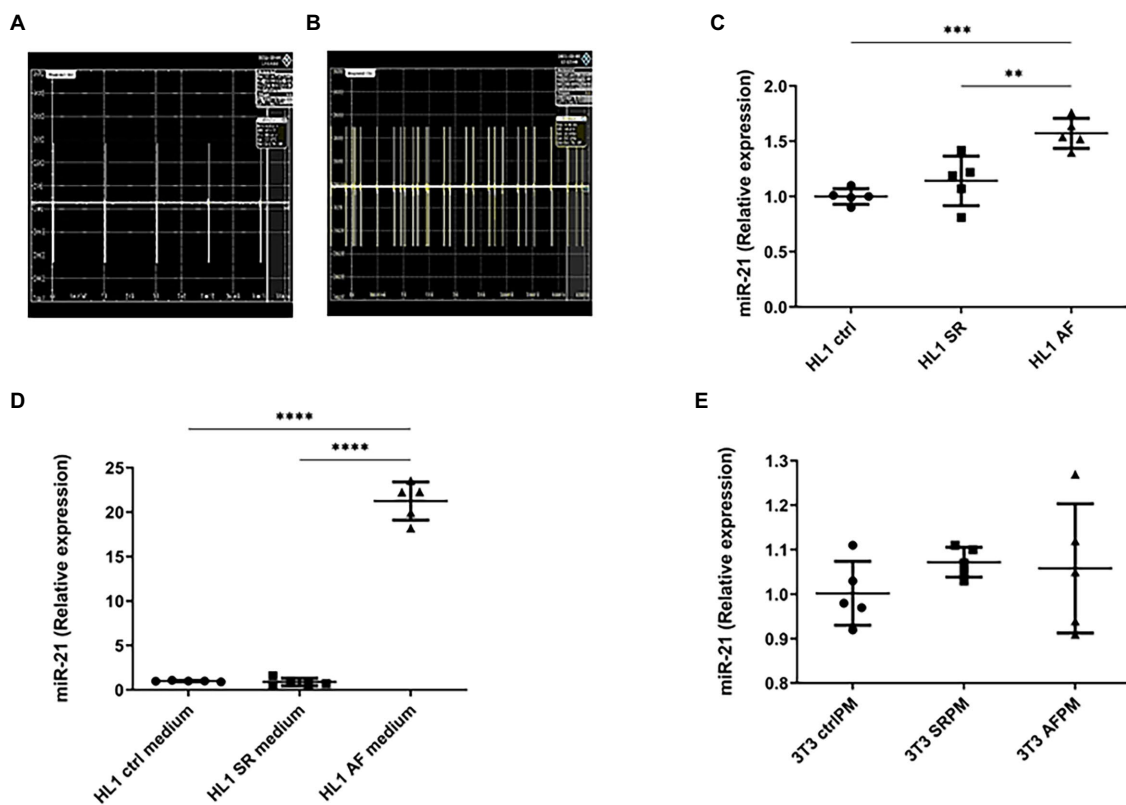 A
B
C
***
**
miR-21 (Relative expression)
2.0
1.5
1.0
0.5
0.0
HL1 ctrl
HL1 SR
HL1 AF
D
****
****
miR-21 (Relative expression)
25
20
15
10
5
0
HL1 ctrl medium
HL1 SR medium
HL1 AF medium
E
miR-21 (Relative expression)
1.3
1.2
1.1
1.0
0.9
0.8
3T3 ctrlPM
3T3 SRPM
3T3 AFPM